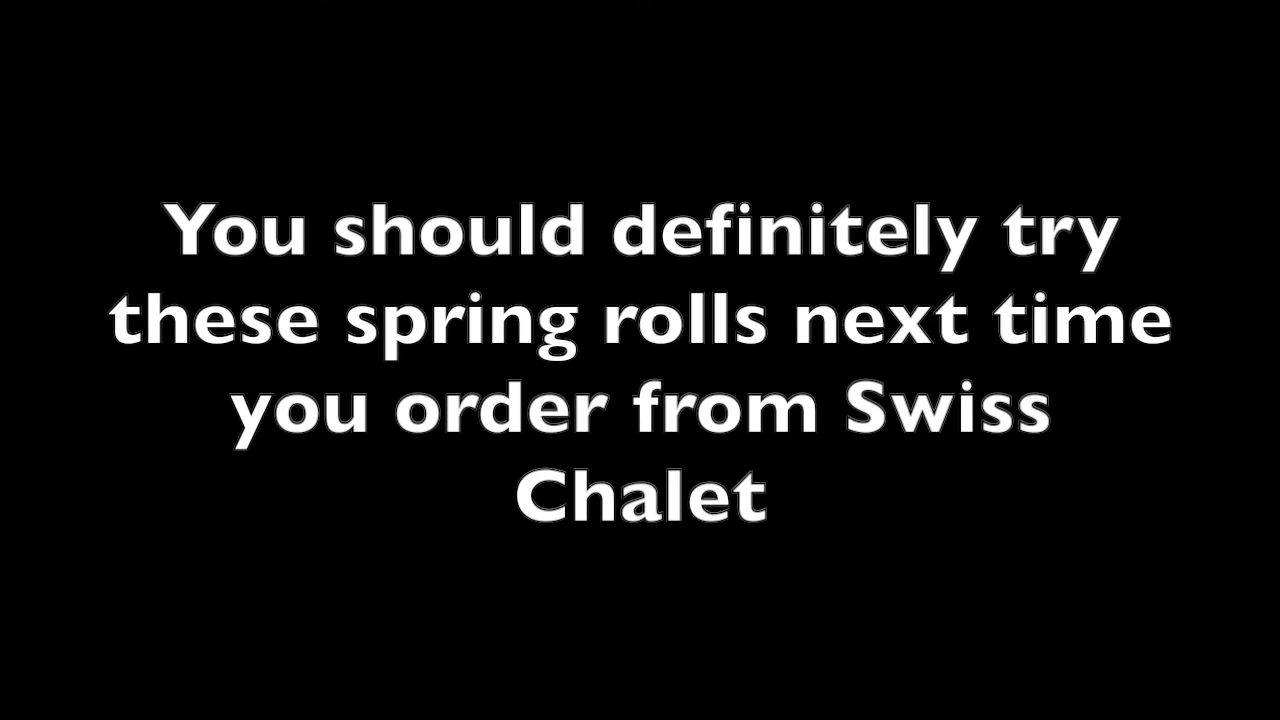 You should definitely try
these spring rolls next time
you order from Swiss
Chalet